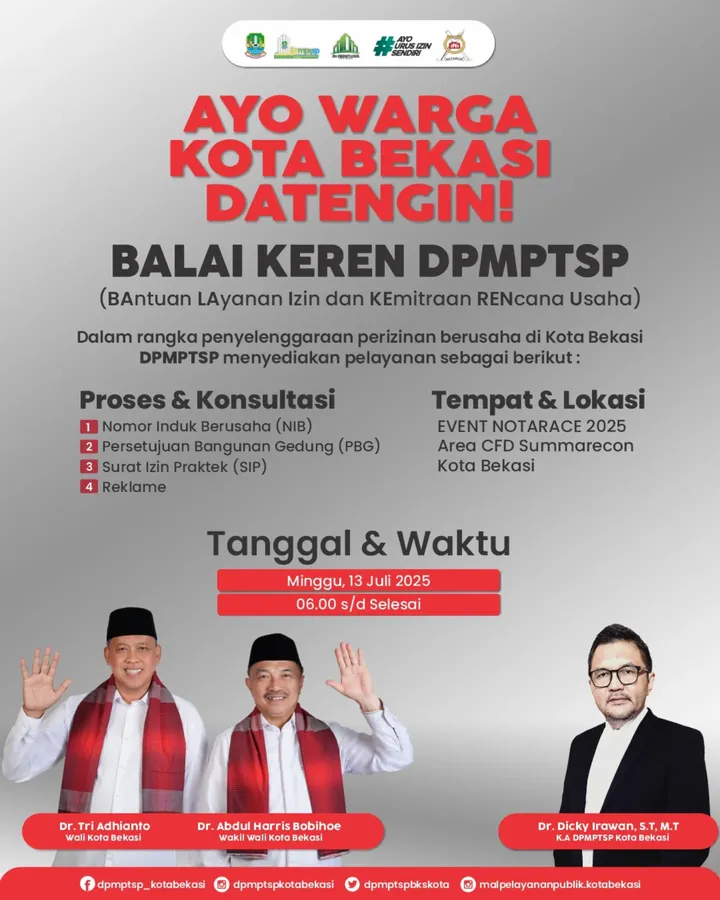 #AYO
URUS IZIN
SENDIRI
AYO WARGA
KOTA BEKASI
DATENGIN!
BALAI KEREN DPMPTSP
(BAntuan LAyanan Izin dan KEmitraan RENcana Usaha)
Dalam rangka penyelenggaraan perizinan berusaha di Kota Bekasi
DPMPTSP menyediakan pelayanan sebagai berikut :
Proses & Konsultasi
1 Nomor Induk Berusaha (NIB)
2 Persetujuan Bangunan Gedung (PBG)
3 Surat Izin Praktek (SIP)
4 Reklame
Tempat & Lokasi
EVENT NOTARACE 2025
Area CFD Summarecon
Kota Bekasi
Tanggal & Waktu
Minggu, 13 Juli 2025
06.00 s/d Selesai
Dr. Tri Adhianto
Wali Kota Bekasi
Dr. Abdul Harris Bobihoe
Wakil Wali Kota Bekasi
Dr. Dicky Irawan, S.T, M.T
K.A DPMPTSP Kota Bekasi
dpmptsp_kotabekasi dpmptspkotabekasi dpmptspbkskota malpelayananpublik.kotabekasi